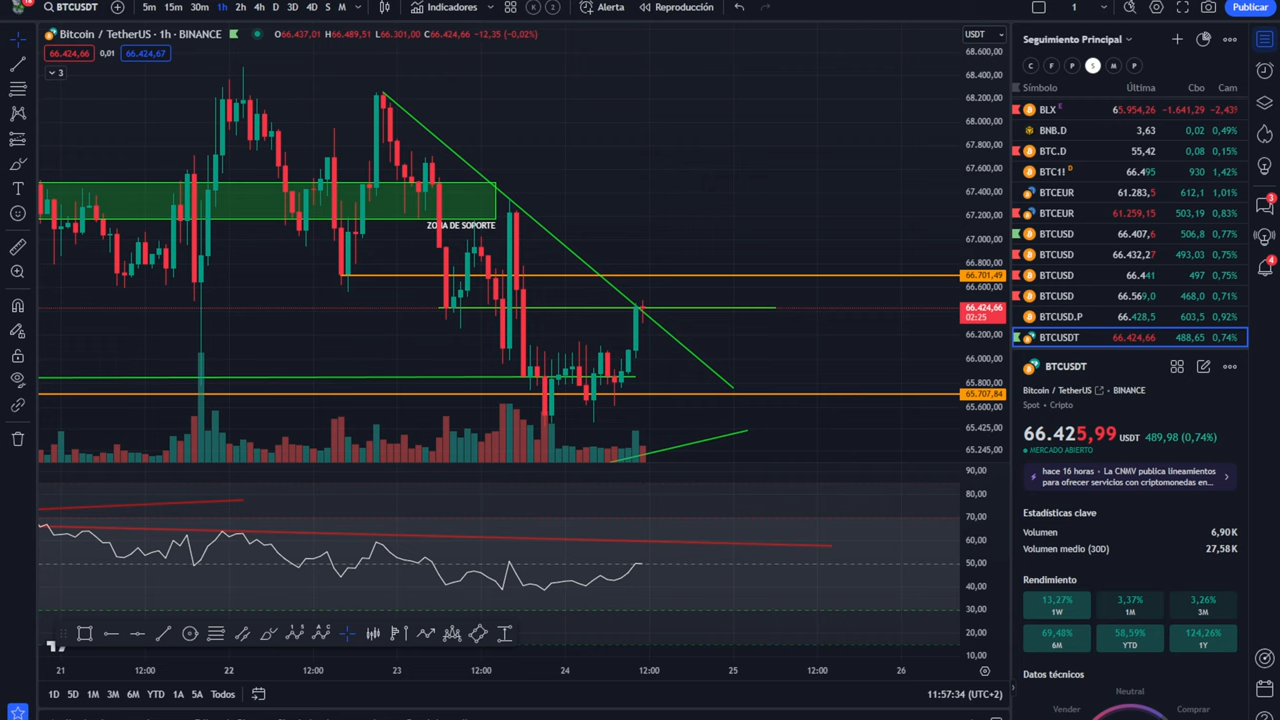 BTCUSDT 5m 15m 30m 1h 2h 4h D 3D 4D S M Indicadores Alerta Reproducción 1 Publicar
Bitcoin / TetherUS · 1h · BINANCE O66.437,01 H66.489,51 L66.301,00 C66.424,66 −12,35 (−0,02%)
66.424,66 0,01 66.424,67
3
USDT
68.600,00
68.400,00
68.200,00
68.000,00
67.800,00
67.600,00
67.400,00
67.200,00
67.000,00
66.800,00
66.701,49
66.600,00
66.424,66
02:25
66.200,00
66.000,00
65.800,00
65.707,84
65.600,00
65.425,00
65.245,00
90,00
80,00
70,00
60,00
50,00
40,00
30,00
20,00
10,00
ZONA DE SOPORTE
21 12:00 22 12:00 23 12:00 24 12:00 25 12:00 26
1D 5D 1M 3M 6M YTD 1A 5A Todos 11:57:34 (UTC+2)
Seguimiento Principal
C F P S M P
Símbolo Última Cbo Cam
BLX E 65.954,26 −1.641,29 −2,43%
BNB.D 3,63 0,02 0,49%
BTC.D 55,42 0,08 0,15%
BTC1! D 66.495 930 1,42%
BTCEUR 61.283,5 612,1 1,01%
BTCEUR 61.259,15 503,19 0,83%
BTCUSD 66.407,6 506,8 0,77%
BTCUSD 66.432,27 493,03 0,75%
BTCUSD 66.441 497 0,75%
BTCUSD 66.569,0 468,0 0,71%
BTCUSD.P 66.428,5 603,5 0,92%
BTCUSDT 66.424,66 488,65 0,74%
BTCUSDT
Bitcoin / TetherUS · BINANCE
Spot · Cripto
66.425,99 USDT 489,98 (0,74%)
MERCADO ABIERTO
hace 16 horas · La CNMV publica lineamientos
para ofrecer servicios con criptomonedas en...
Estadísticas clave
Volumen 6,90K
Volumen medio (30D) 27,58K
Rendimiento
13,27% 3,37% 3,26%
1W 1M 3M
69,48% 58,59% 124,26%
6M YTD 1Y
Datos técnicos
Neutral
Vender Comprar
3
4